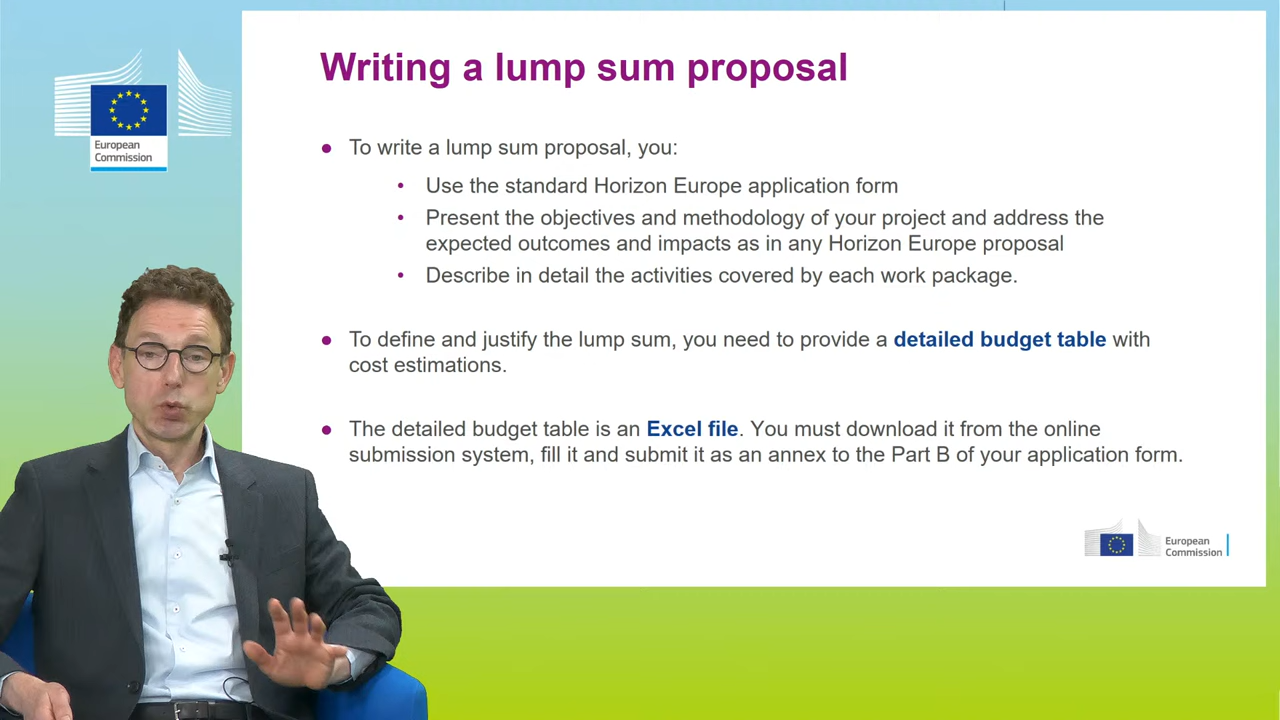 European
Commission
Writing a lump sum proposal
● To write a lump sum proposal, you:
• Use the standard Horizon Europe application form
• Present the objectives and methodology of your project and address the
expected outcomes and impacts as in any Horizon Europe proposal
• Describe in detail the activities covered by each work package.
● To define and justify the lump sum, you need to provide a detailed budget table with
cost estimations.
● The detailed budget table is an Excel file. You must download it from the online
submission system, fill it and submit it as an annex to the Part B of your application form.
European
Commission